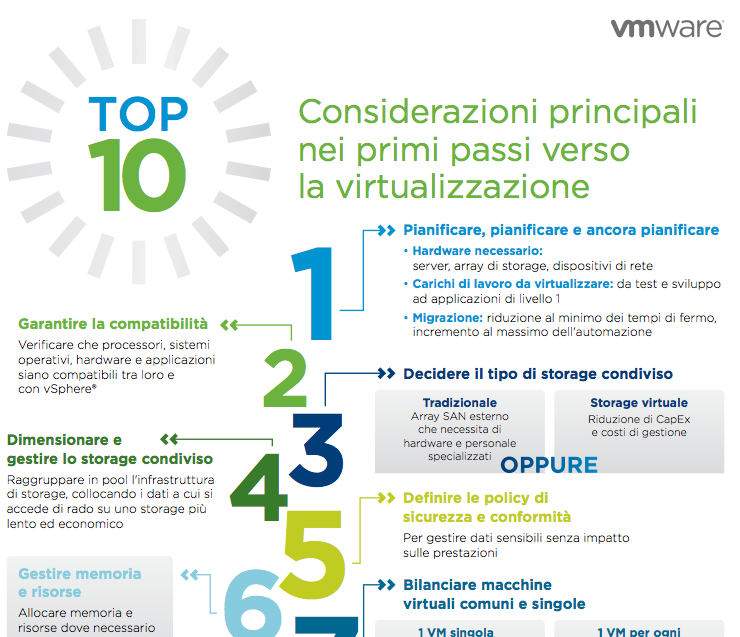 vmware
TOP
10
Considerazioni principali
nei primi passi verso
la virtualizzazione
1
Pianificare, pianificare e ancora pianificare
• Hardware necessario:
server, array di storage, dispositivi di rete
• Carichi di lavoro da virtualizzare: da test e sviluppo
ad applicazioni di livello 1
• Migrazione: riduzione al minimo dei tempi di fermo,
incremento al massimo dell'automazione
2
Garantire la compatibilità
Verificare che processori, sistemi
operativi, hardware e applicazioni
siano compatibili tra loro e
con vSphere®
3
Decidere il tipo di storage condiviso
Tradizionale
Array SAN esterno
che necessita di
hardware e personale
specializzati
OPPURE
Storage virtuale
Riduzione di CapEx
e costi di gestione
4
Dimensionare e
gestire lo storage condiviso
Raggruppare in pool l'infrastruttura
di storage, collocando i dati a cui si
accede di rado su uno storage più
lento ed economico
5
Definire le policy di
sicurezza e conformità
Per gestire dati sensibili senza impatto
sulle prestazioni
6
Gestire memoria
e risorse
Allocare memoria e
risorse dove necessario
7
Bilanciare macchine
virtuali comuni e singole
1 VM singola
1 VM per ogni